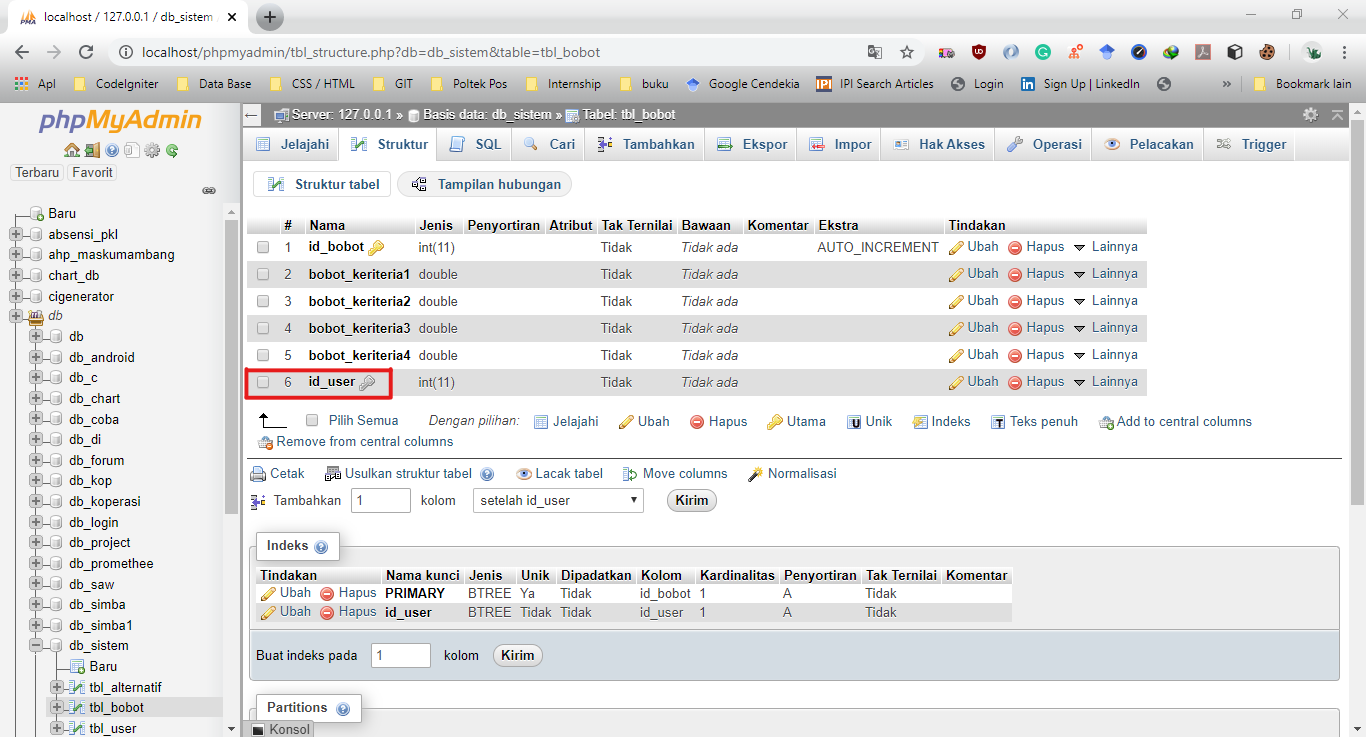 localhost / 127.0.0.1 / db_sistem
localhost/phpmyadmin/tbl_structure.php?db=db_sistem&table=tbl_bobot
Apl CodeIgniter Data Base CSS / HTML GIT Poltek Pos Internship buku Google Cendekia IPI Search Articles Login Sign Up | LinkedIn » Bookmark lain
phpMyAdmin
Terbaru Favorit
Baru
absensi_pkl
ahp_maskumambang
chart_db
cigenerator
db
db
db_android
db_c
db_chart
db_coba
db_di
db_forum
db_kop
db_koperasi
db_login
db_project
db_promethee
db_saw
db_simba
db_simba1
db_sistem
Baru
tbl_alternatif
tbl_bobot
tbl_user
Server: 127.0.0.1 » Basis data: db_sistem » Tabel: tbl_bobot
Jelajahi Struktur SQL Cari Tambahkan Ekspor Impor Hak Akses Operasi Pelacakan Trigger
Struktur tabel Tampilan hubungan
# Nama Jenis Penyortiran Atribut Tak Ternilai Bawaan Komentar Ekstra Tindakan
1 id_bobot int(11) Tidak Tidak ada AUTO_INCREMENT Ubah Hapus Lainnya
2 bobot_keriteria1 double Tidak Tidak ada Ubah Hapus Lainnya
3 bobot_keriteria2 double Tidak Tidak ada Ubah Hapus Lainnya
4 bobot_keriteria3 double Tidak Tidak ada Ubah Hapus Lainnya
5 bobot_keriteria4 double Tidak Tidak ada Ubah Hapus Lainnya
6 id_user int(11) Tidak Tidak ada Ubah Hapus Lainnya
Pilih Semua Dengan pilihan: Jelajahi Ubah Hapus Utama Unik Indeks Teks penuh Add to central columns
Remove from central columns
Cetak Usulkan struktur tabel Lacak tabel Move columns Normalisasi
Tambahkan 1 kolom setelah id_user Kirim
Indeks
Tindakan Nama kunci Jenis Unik Dipadatkan Kolom Kardinalitas Penyortiran Tak Ternilai Komentar
Ubah Hapus PRIMARY BTREE Ya Tidak id_bobot 1 A Tidak
Ubah Hapus id_user BTREE Tidak Tidak id_user 1 A Tidak
Buat indeks pada 1 kolom Kirim
Partitions
Konsol